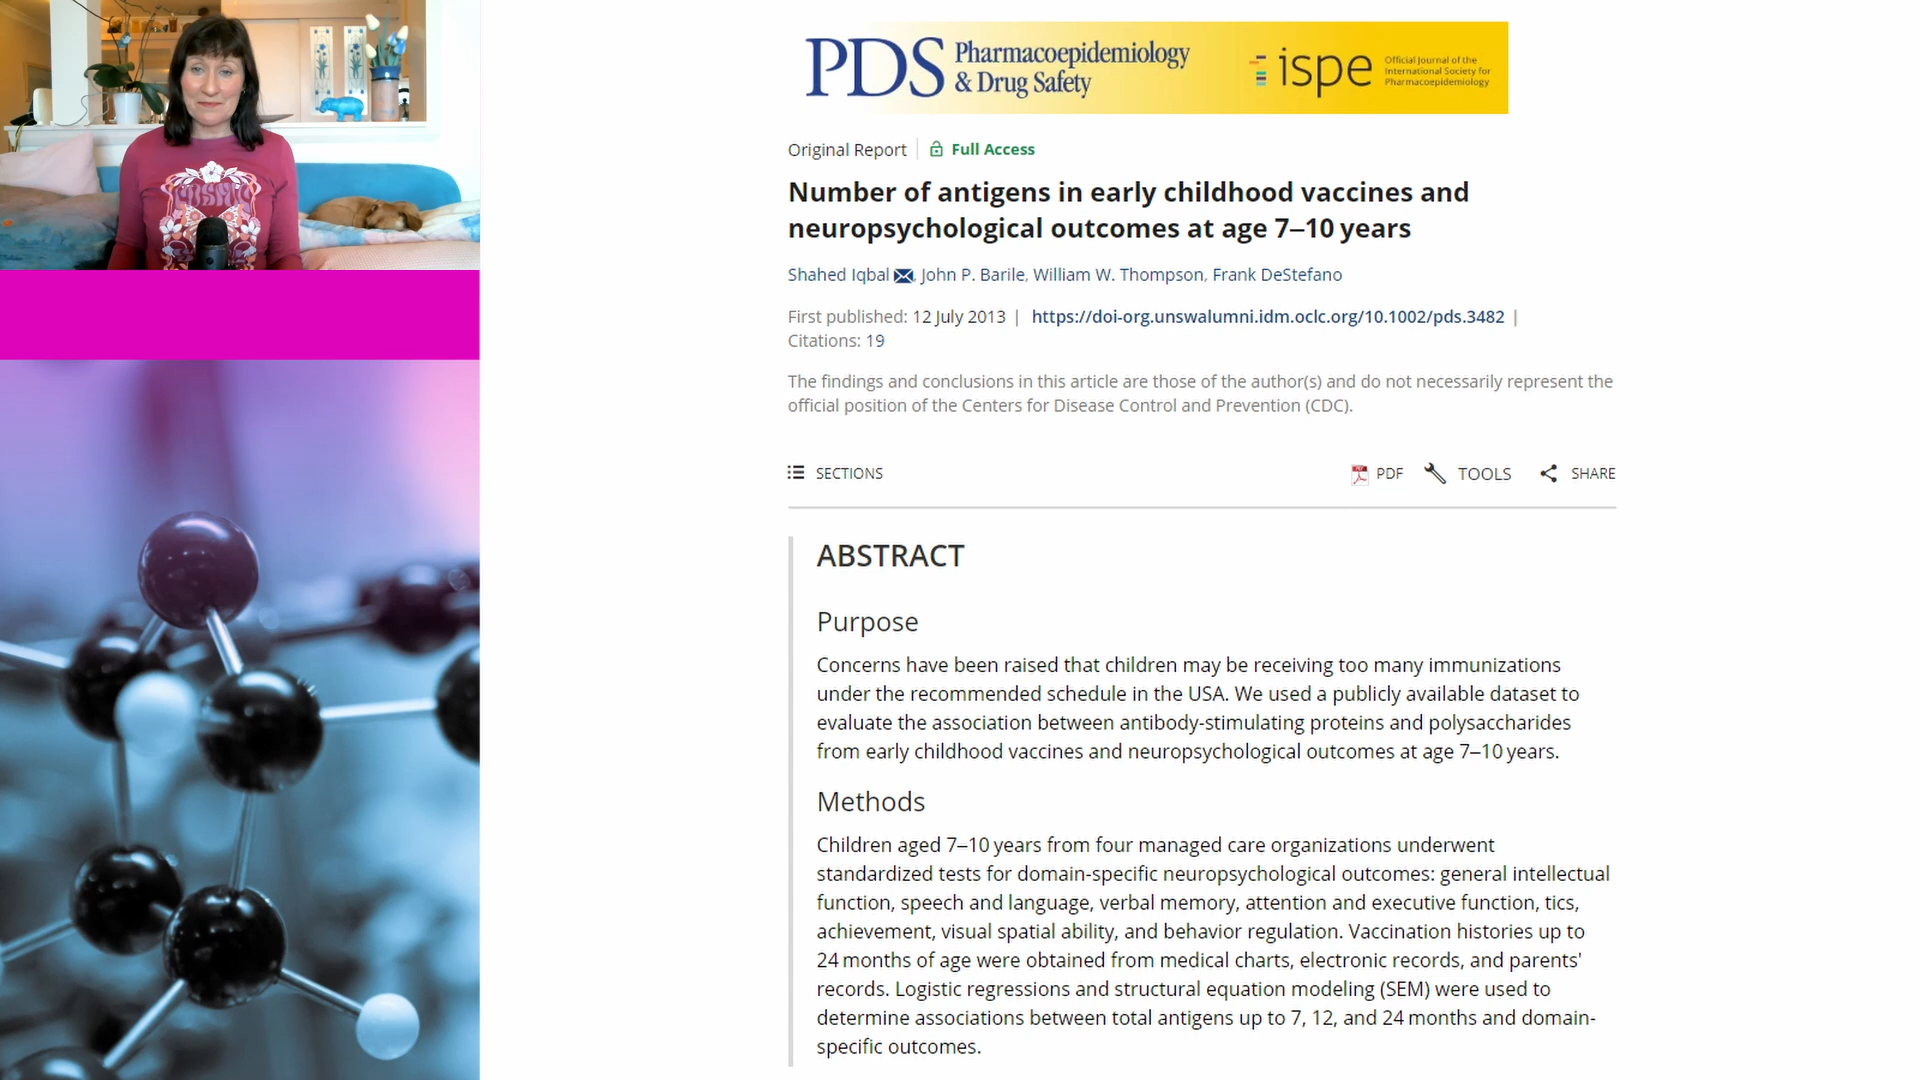 PDS Pharmacoepidemiology
& Drug Safety
ispe
Official Journal of the
International Society for
Pharmacoepidemiology
Original Report
Full Access
Number of antigens in early childhood vaccines and
neuropsychological outcomes at age 7–10 years
Shahed Iqbal, John P. Barile, William W. Thompson, Frank DeStefano
First published: 12 July 2013 | https://doi-org.unswalumni.idm.oclc.org/10.1002/pds.3482 |
Citations: 19
The findings and conclusions in this article are those of the author(s) and do not necessarily represent the
official position of the Centers for Disease Control and Prevention (CDC).
SECTIONS
PDF
TOOLS
SHARE
ABSTRACT
Purpose
Concerns have been raised that children may be receiving too many immunizations
under the recommended schedule in the USA. We used a publicly available dataset to
evaluate the association between antibody-stimulating proteins and polysaccharides
from early childhood vaccines and neuropsychological outcomes at age 7–10 years.
Methods
Children aged 7–10 years from four managed care organizations underwent
standardized tests for domain-specific neuropsychological outcomes: general intellectual
function, speech and language, verbal memory, attention and executive function, tics,
achievement, visual spatial ability, and behavior regulation. Vaccination histories up to
24 months of age were obtained from medical charts, electronic records, and parents'
records. Logistic regressions and structural equation modeling (SEM) were used to
determine associations between total antigens up to 7, 12, and 24 months and domain-
specific outcomes.